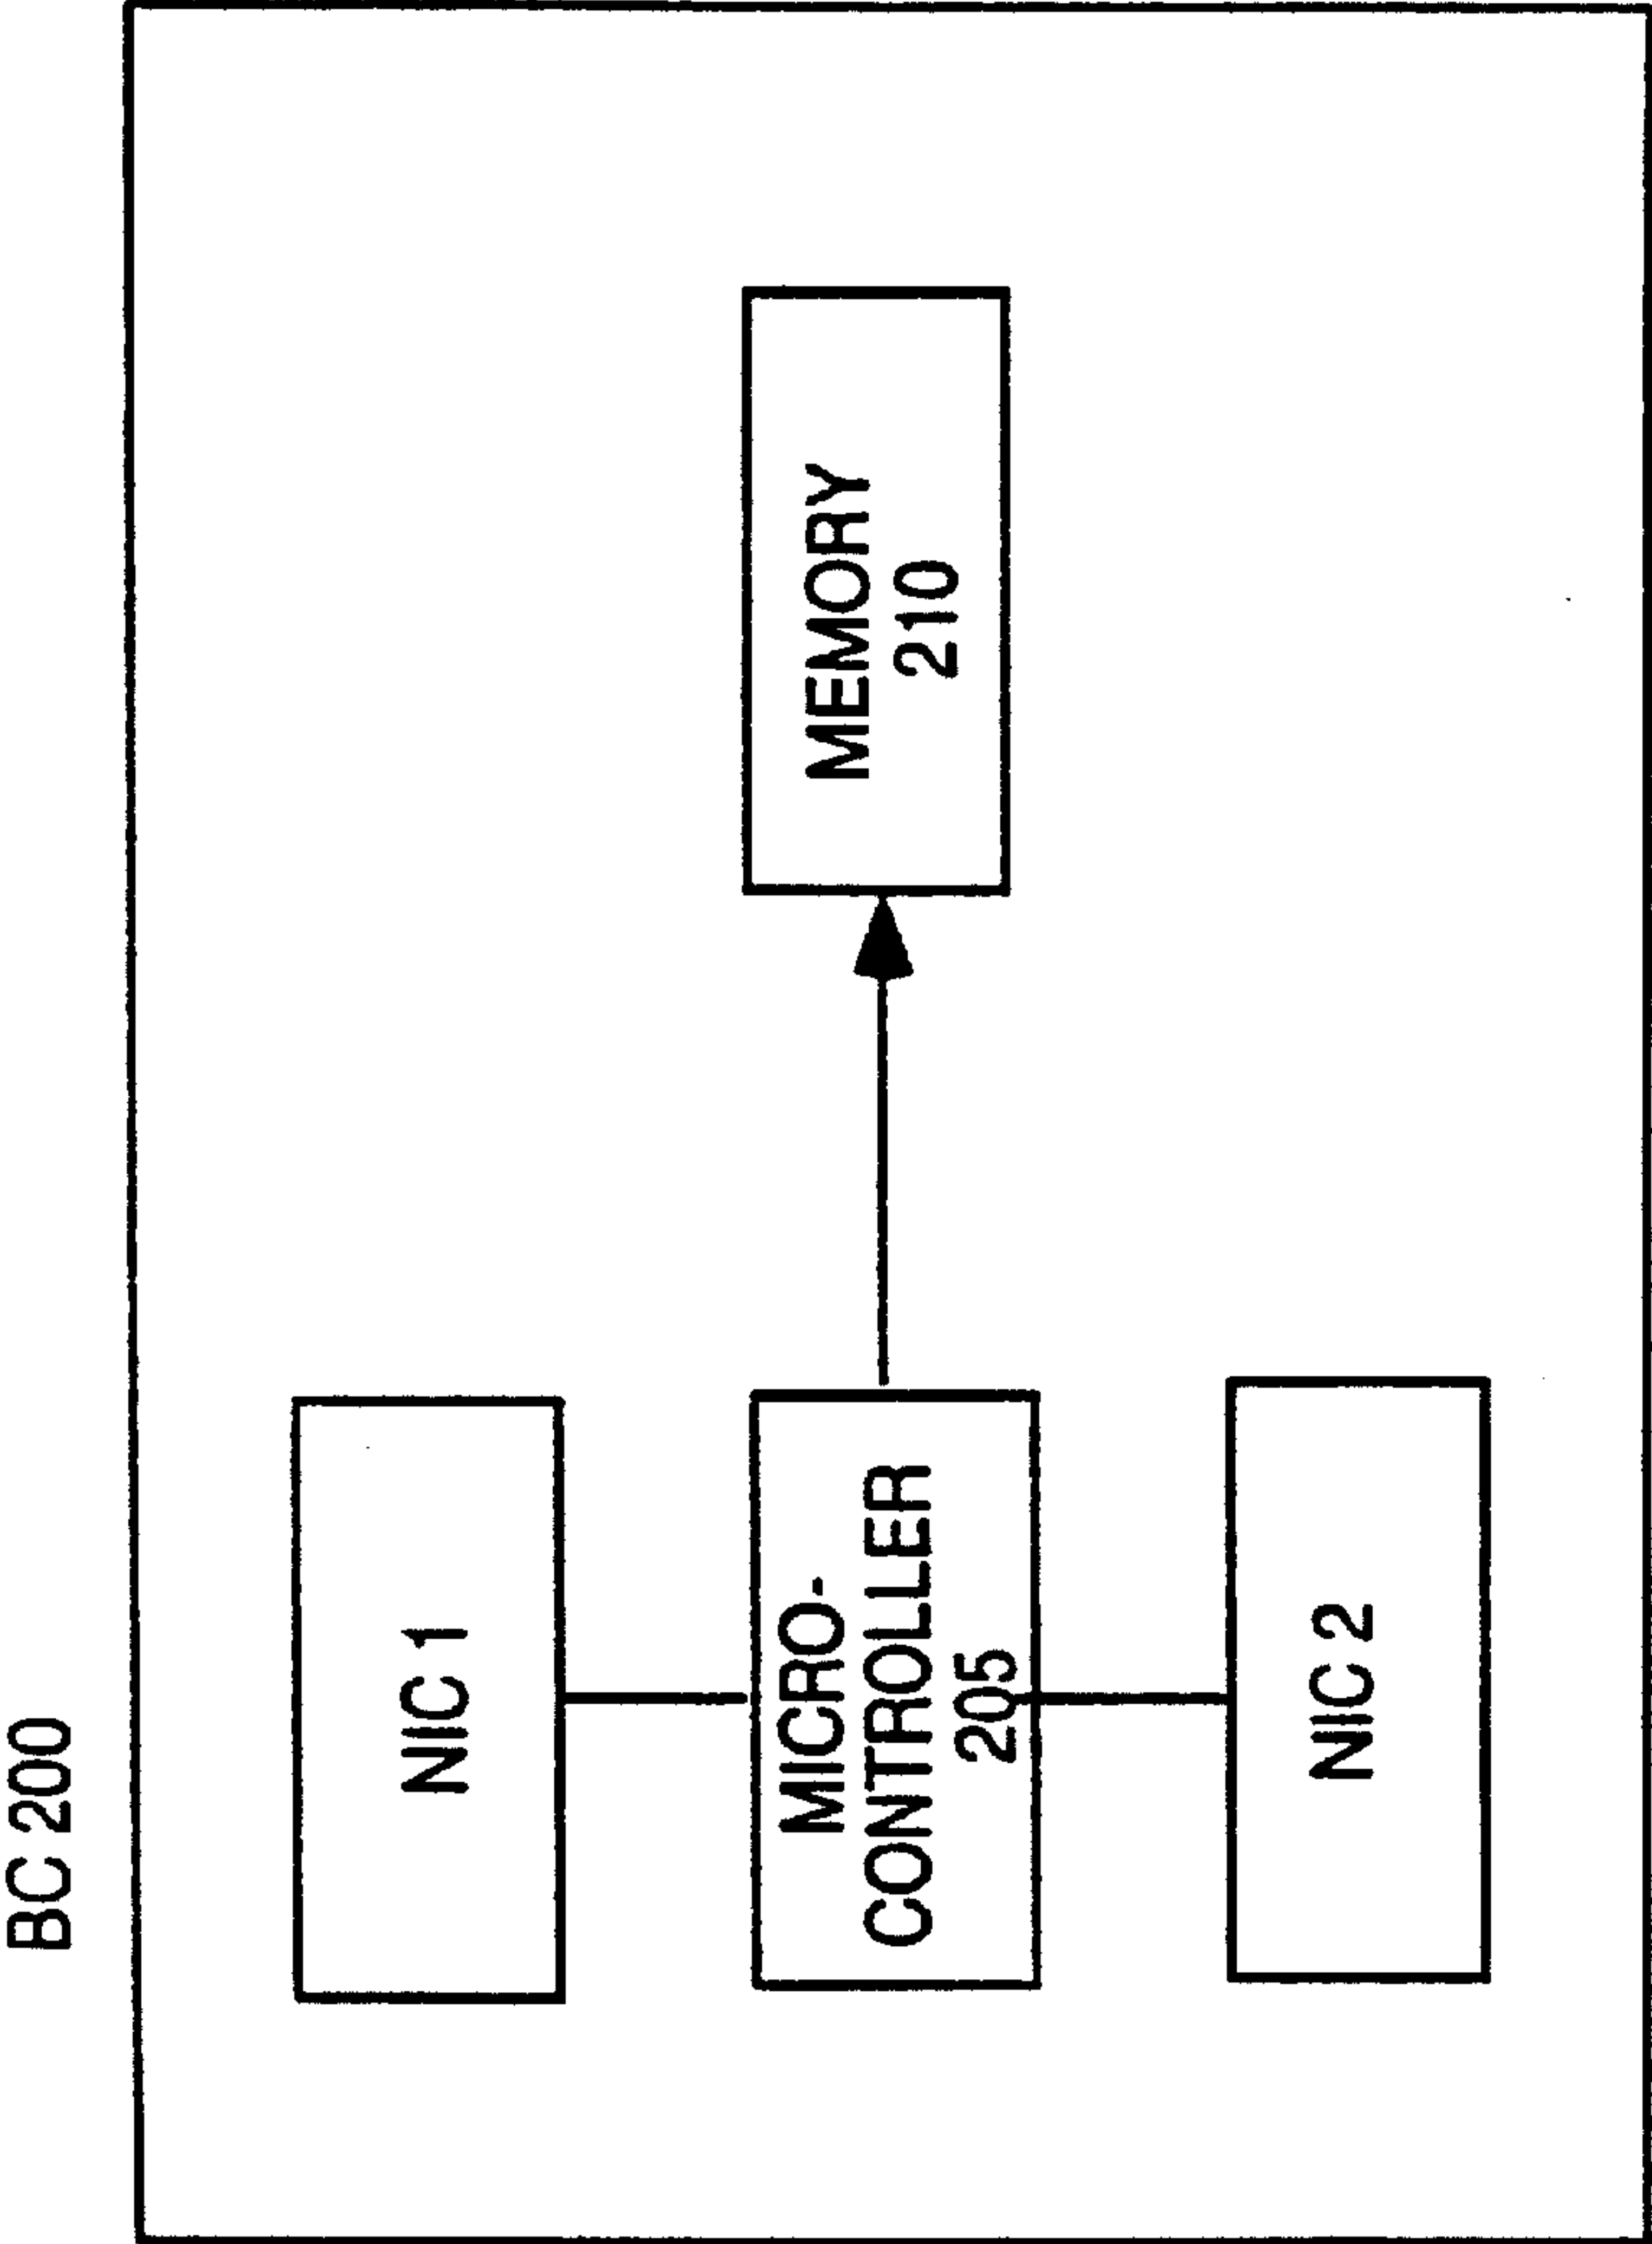 BC 200
NIC 1
MICRO-
CONTROLLER
205
MEMORY
210
NIC 2